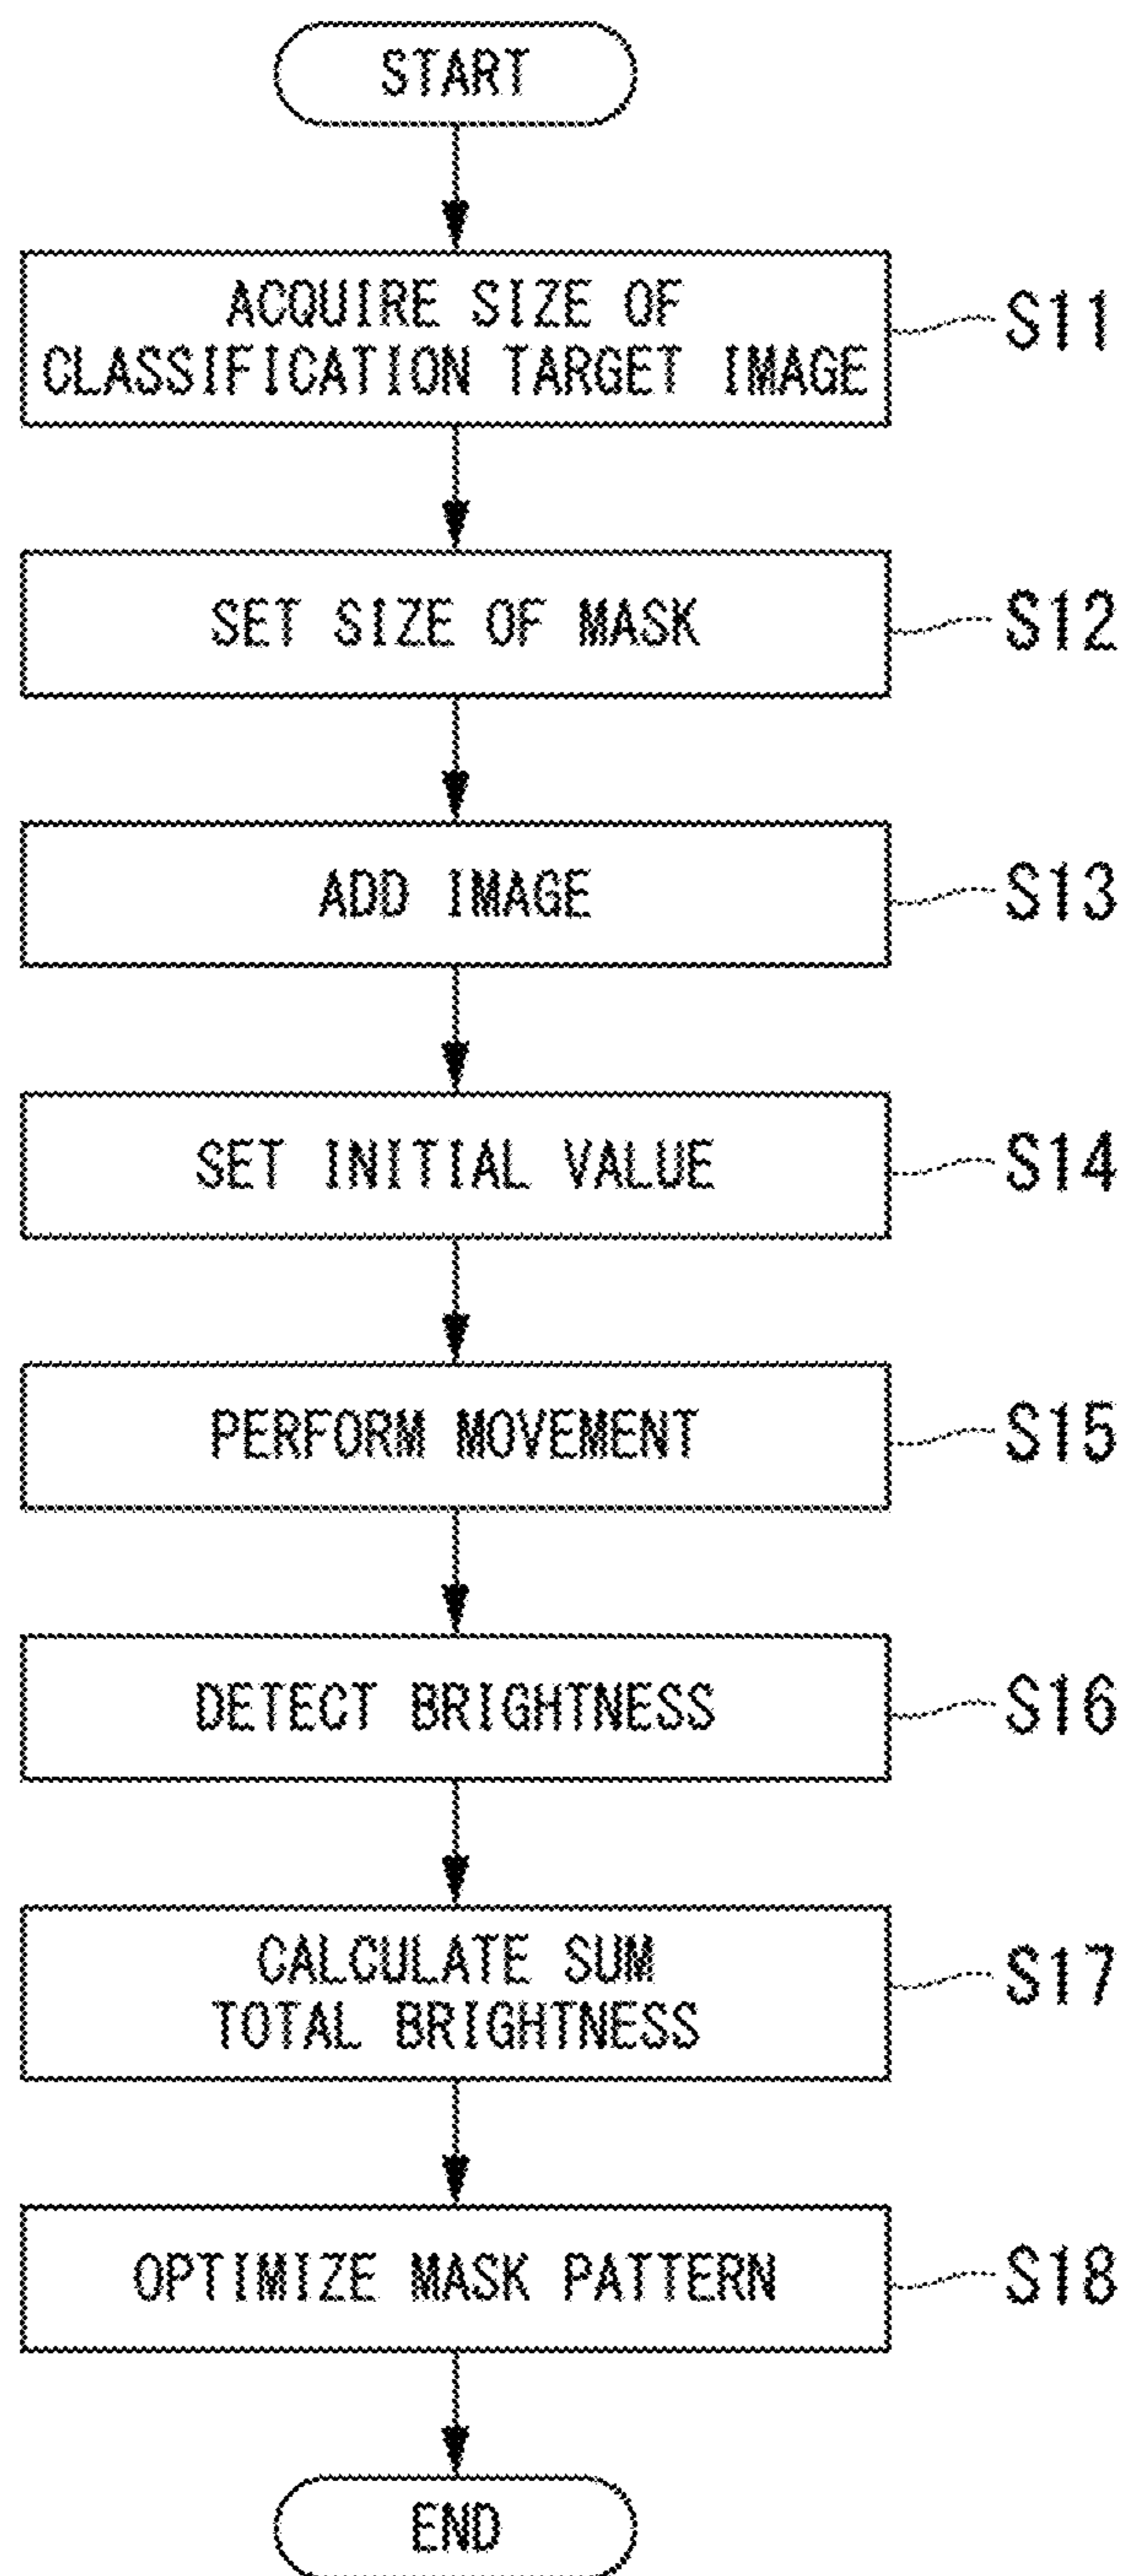 START
ACQUIRE SIZE OF
CLASSIFICATION TARGET IMAGE
S11
SET SIZE OF MASK
S12
ADD IMAGE
S13
SET INITIAL VALUE
S14
PERFORM MOVEMENT
S15
DETECT BRIGHTNESS
S16
CALCULATE SUM
TOTAL BRIGHTNESS
S17
OPTIMIZE MASK PATTERN
S18
END